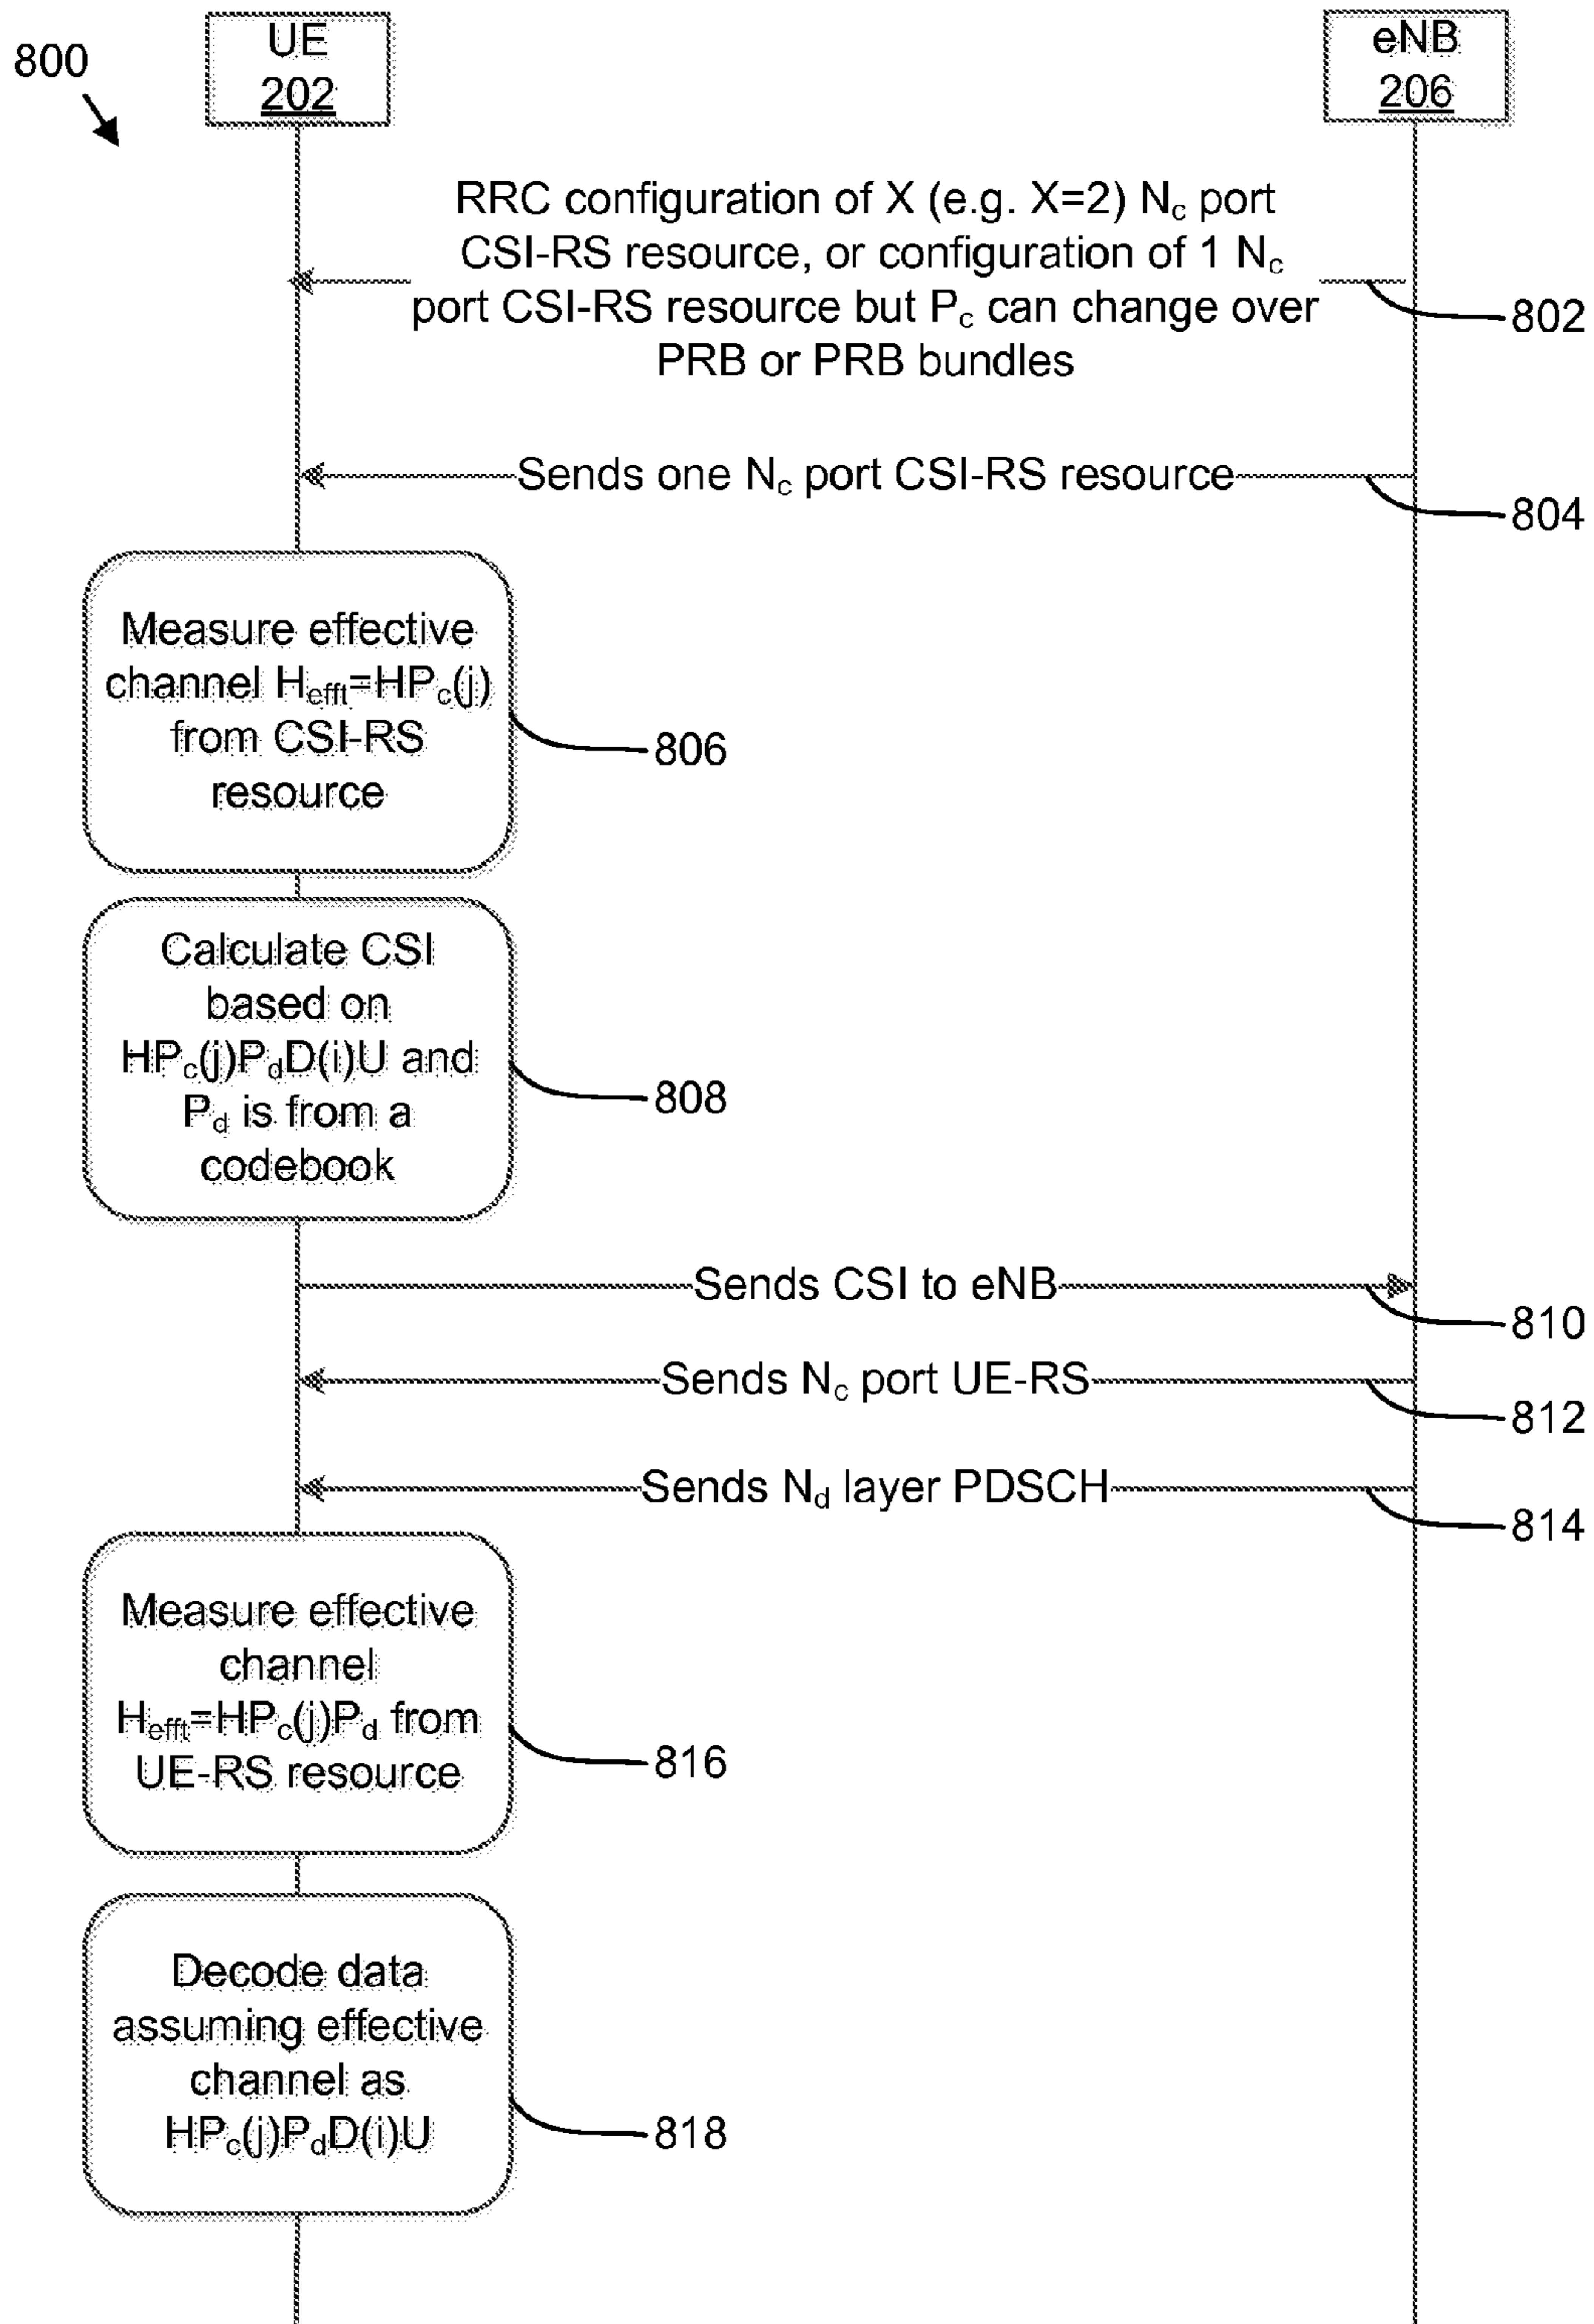 800
UE
202
eNB
206
RRC configuration of X (e.g. X=2) Nc port
CSI-RS resource, or configuration of 1 Nc
port CSI-RS resource but Pc can change over
PRB or PRB bundles
802
Sends one Nc port CSI-RS resource
804
Measure effective
channel Hefft=HPc(j)
from CSI-RS
resource
806
Calculate CSI
based on
HPc(j)PdD(i)U and
Pd is from a
codebook
808
Sends CSI to eNB
810
Sends Nc port UE-RS
812
Sends Nd layer PDSCH
814
Measure effective
channel
Hefft=HPc(j)Pd from
UE-RS resource
816
Decode data
assuming effective
channel as
HPc(j)PdD(i)U
818